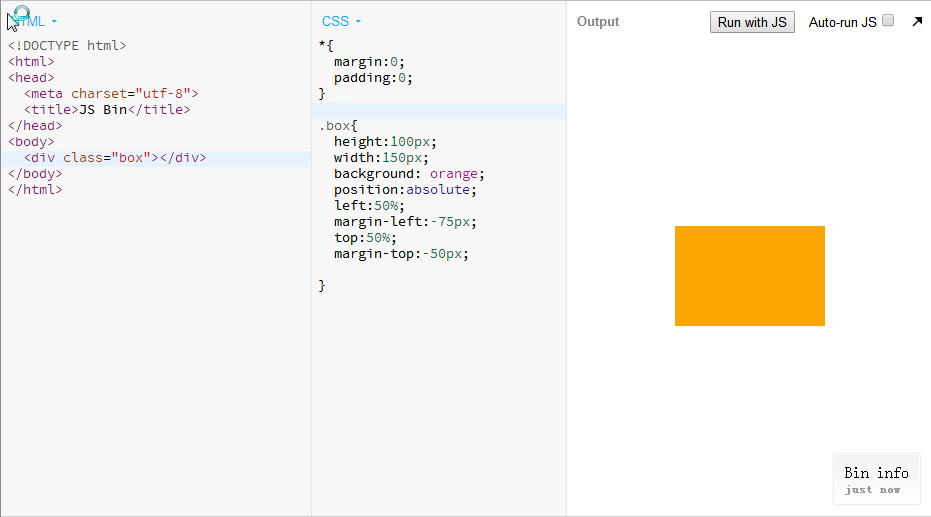 HTML
<!DOCTYPE html>
<html>
<head>
  <meta charset="utf-8">
  <title>JS Bin</title>
</head>
<body>
  <div class="box"></div>
</body>
</html>
CSS
*{
  margin:0;
  padding:0;
}
.box{
  height:100px;
  width:150px;
  background: orange;
  position:absolute;
  left:50%;
  margin-left:-75px;
  top:50%;
  margin-top:-50px;
}
Output
Run with JS
Auto-run JS
Bin info
just now